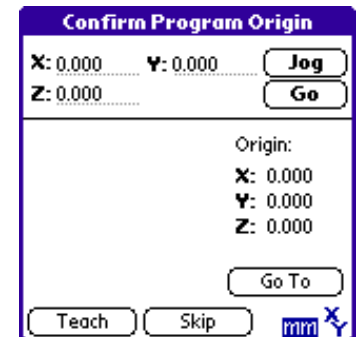 Confirm Program Origin
X: 0.000 Y: 0.000 Jog
Z: 0.000 Go
Origin:
X: 0.000
Y: 0.000
Z: 0.000
Go To
Teach Skip mm X Y